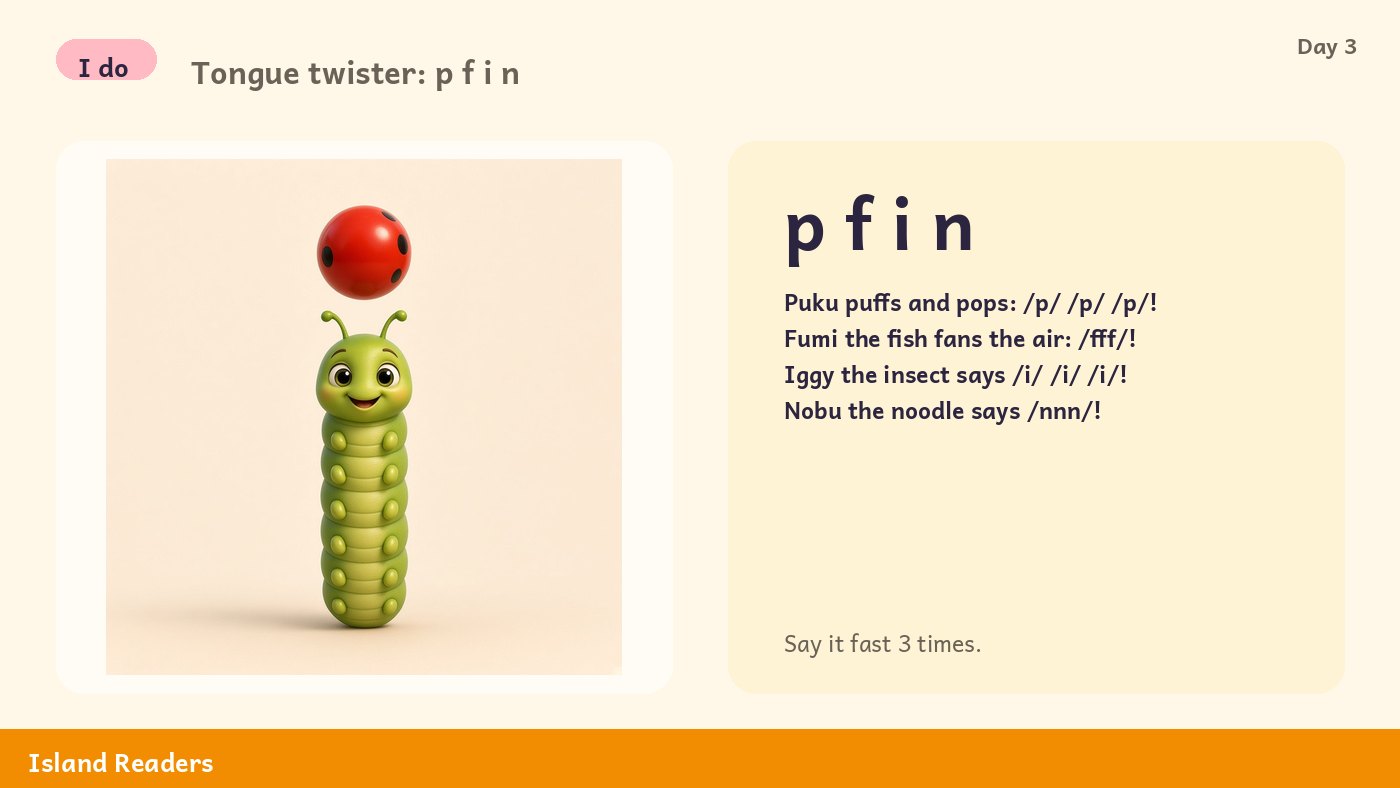 I do
Tongue twister: p f i n
Day 3
p f i n
Puku puffs and pops: /p/ /p/ /p/!
Fumi the fish fans the air: /fff/!
Iggy the insect says /i/ /i/ /i/!
Nobu the noodle says /nnn/!
Say it fast 3 times.
Island Readers